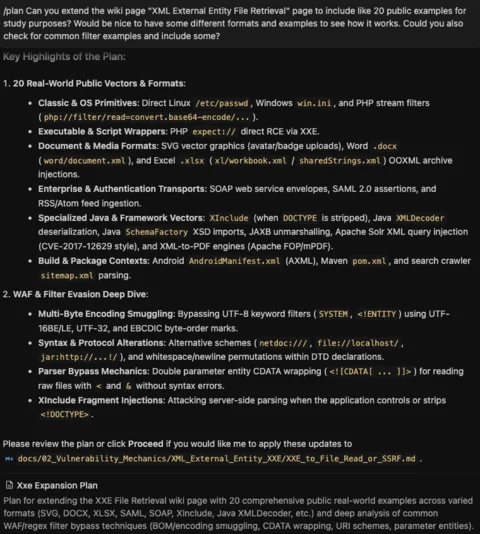 /plan Can you extend the wiki page "XML External Entity File Retrieval" page to include like 20 public examples for
study purposes? Would be nice to have some different formats and examples to see how it works. Could you also
check for common filter examples and include some?
Key Highlights of the Plan:
1. 20 Real-World Public Vectors & Formats:
• Classic & OS Primitives: Direct Linux /etc/passwd, Windows win.ini, and PHP stream filters
( php://filter/read=convert.base64-encode/... ).
• Executable & Script Wrappers: PHP expect:// direct RCE via XXE.
• Document & Media Formats: SVG vector graphics (avatar/badge uploads), Word .docx
( word/document.xml ), and Excel .xlsx ( xl/workbook.xml / sharedStrings.xml ) OOXML archive
injections.
• Enterprise & Authentication Transports: SOAP web service envelopes, SAML 2.0 assertions, and
RSS/Atom feed ingestion.
• Specialized Java & Framework Vectors: XInclude (when DOCTYPE is stripped), Java XMLDecoder
deserialization, Java SchemaFactory XSD imports, JAXB unmarshalling, Apache Solr XML query injection
(CVE-2017-12629 style), and XML-to-PDF engines (Apache FOP/mPDF).
• Build & Package Contexts: Android AndroidManifest.xml (AXML), Maven pom.xml, and search crawler
sitemap.xml parsing.
2. WAF & Filter Evasion Deep Dive:
• Multi-Byte Encoding Smuggling: Bypassing UTF-8 keyword filters ( SYSTEM , <!ENTITY ) using UTF-
16BE/LE, UTF-32, and EBCDIC byte-order marks.
• Syntax & Protocol Alterations: Alternative schemes ( netdoc:/// , file://localhost/ ,
jar:http:...!/ ), and whitespace/newline permutations within DTD declarations.
• Parser Bypass Mechanics: Double parameter entity CDATA wrapping ( <![CDATA[ ... ]]> ) for reading
raw files with < and & without syntax errors.
• XInclude Fragment Injections: Attacking server-side parsing when the application controls or strips
<!DOCTYPE> .
Please review the plan or click Proceed if you would like me to apply these updates to
docs/02_Vulnerability_Mechanics/XML_External_Entity_XXE/XXE_to_File_Read_or_SSRF.md .
Xxe Expansion Plan
Plan for extending the XXE File Retrieval wiki page with 20 comprehensive public real-world examples across varied
formats (SVG, DOCX, XLSX, SAML, SOAP, XInclude, Java XMLDecoder, etc.) and deep analysis of common
WAF/regex filter bypass techniques (BOM/encoding smuggling, CDATA wrapping, URI schemes, parameter entities).